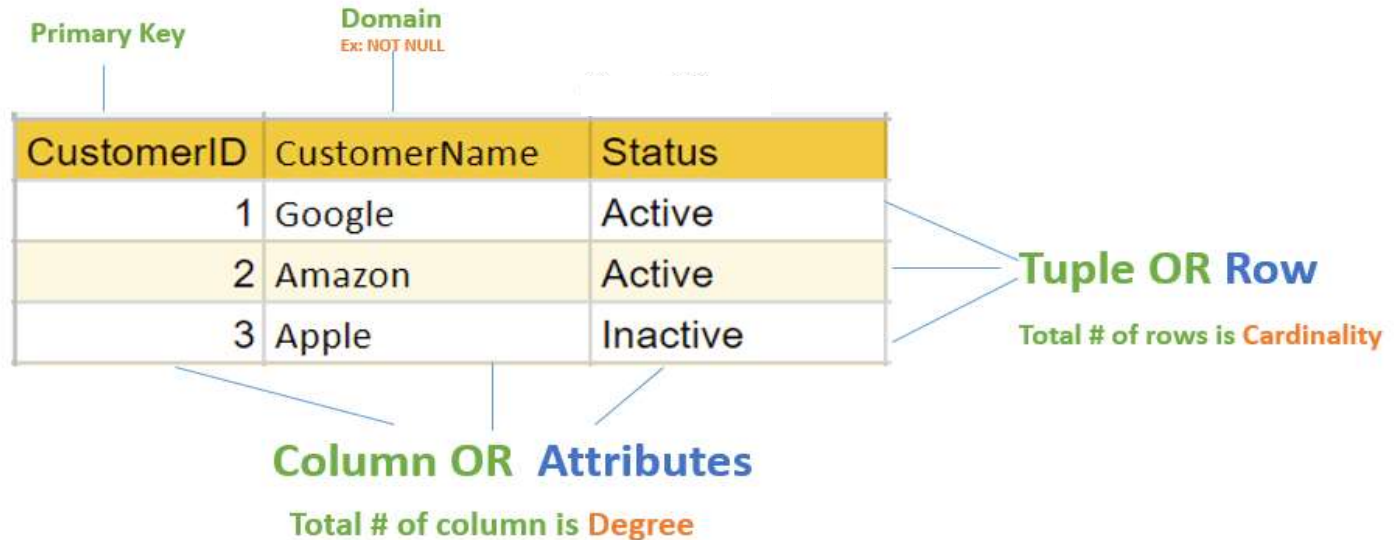 Primary Key
Domain
Ex: NOT NULL
CustomerID CustomerName Status
1 Google Active
2 Amazon Active
3 Apple Inactive
Tuple OR Row
Total # of rows is Cardinality
Column OR Attributes
Total # of column is Degree